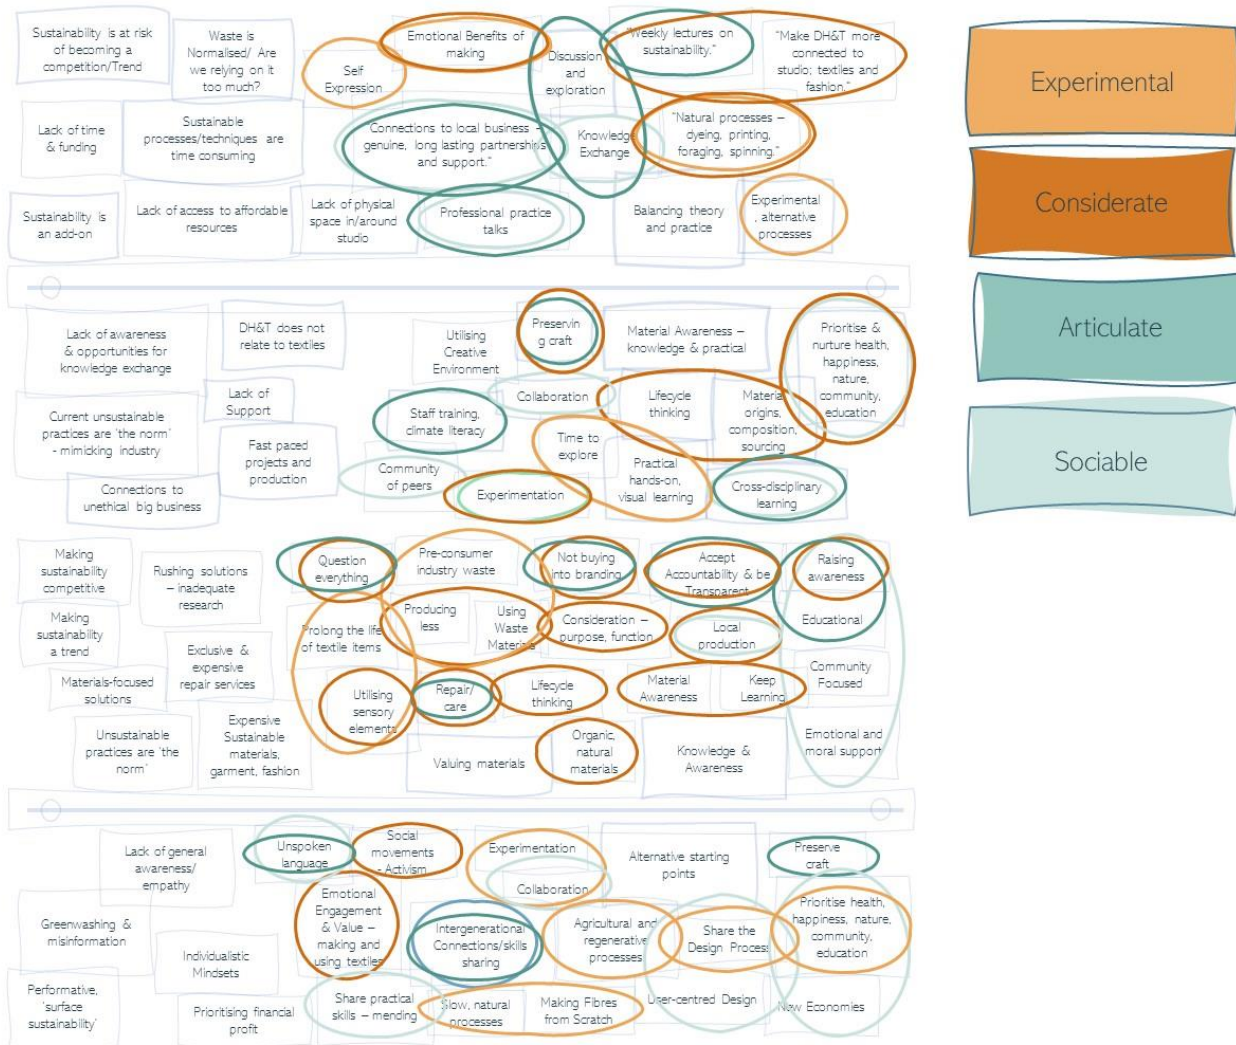 Sustainability is at risk
of becoming a
competition/Trend
Waste is
Normalised/ Are
we relying on it
too much?
Self
Expression
Emotional Benefits of
making
Discussion
and
exploration
"Weekly lectures on
sustainability."
"Make DH&T more
connected to
studio; textiles and
fashion."
Lack of time
& funding
Sustainable
processes/techniques are
time consuming
Connections to local business -
genuine, long lasting partnerships
and support."
Knowledge
Exchange
"Natural processes –
dyeing, printing,
foraging, spinning."
Sustainability is
an add-on
Lack of access to affordable
resources
Lack of physical
space in/around
studio
Professional practice
talks
Balancing theory
and practice
Experimental
, alternative
processes
Experimental
Considerate
Articulate
Sociable
Lack of awareness
& opportunities for
knowledge exchange
DH&T does not
relate to textiles
Utilising
Creative
Environment
Preservin
g craft
Material Awareness –
knowledge & practical
Prioritise &
nurture health,
happiness,
nature,
community,
education
Lack of
Support
Collaboration
Lifecycle
thinking
Material
origins,
composition,
sourcing
Current unsustainable
practices are 'the norm'
- mimicking industry
Staff training,
climate literacy
Fast paced
projects and
production
Time to
explore
Community
of peers
Practical
hands-on,
visual learning
Connections to
unethical big business
Experimentation
Cross-disciplinary
learning
Making
sustainability
competitive
Rushing solutions
– inadequate
research
Question
everything
Pre-consumer
industry waste
Not buying
into branding
Accept
Accountability & be
Transparent
Raising
awareness
Making
sustainability
a trend
Prolong the life
of textile items
Producing
less
Using
Waste
Materials
Consideration –
purpose, function
Local
production
Educational
Exclusive &
expensive
repair services
Materials-focused
solutions
Utilising
sensory
elements
Repair/
care
Lifecycle
thinking
Material
Awareness
Keep
Learning
Community
Focused
Unsustainable
practices are 'the
norm'
Expensive
Sustainable
materials,
garment, fashion
Valuing materials
Organic,
natural
materials
Knowledge &
Awareness
Emotional and
moral support
Lack of general
awareness/
empathy
Unspoken
language
Social
movements
- Activism
Experimentation
Collaboration
Alternative starting
points
Preserve
craft
Greenwashing &
misinformation
Individualistic
Mindsets
Emotional
Engagement
& Value –
making and
using textiles
Intergenerational
Connections/skills
sharing
Agricultural and
regenerative
processes
Share the
Design Process
Prioritise health,
happiness, nature,
community,
education
Performative,
'surface
sustainability'
Prioritising financial
profit
Share practical
skills – mending
Slow, natural
processes
Making Fibres
from Scratch
User-centred Design
New Economies